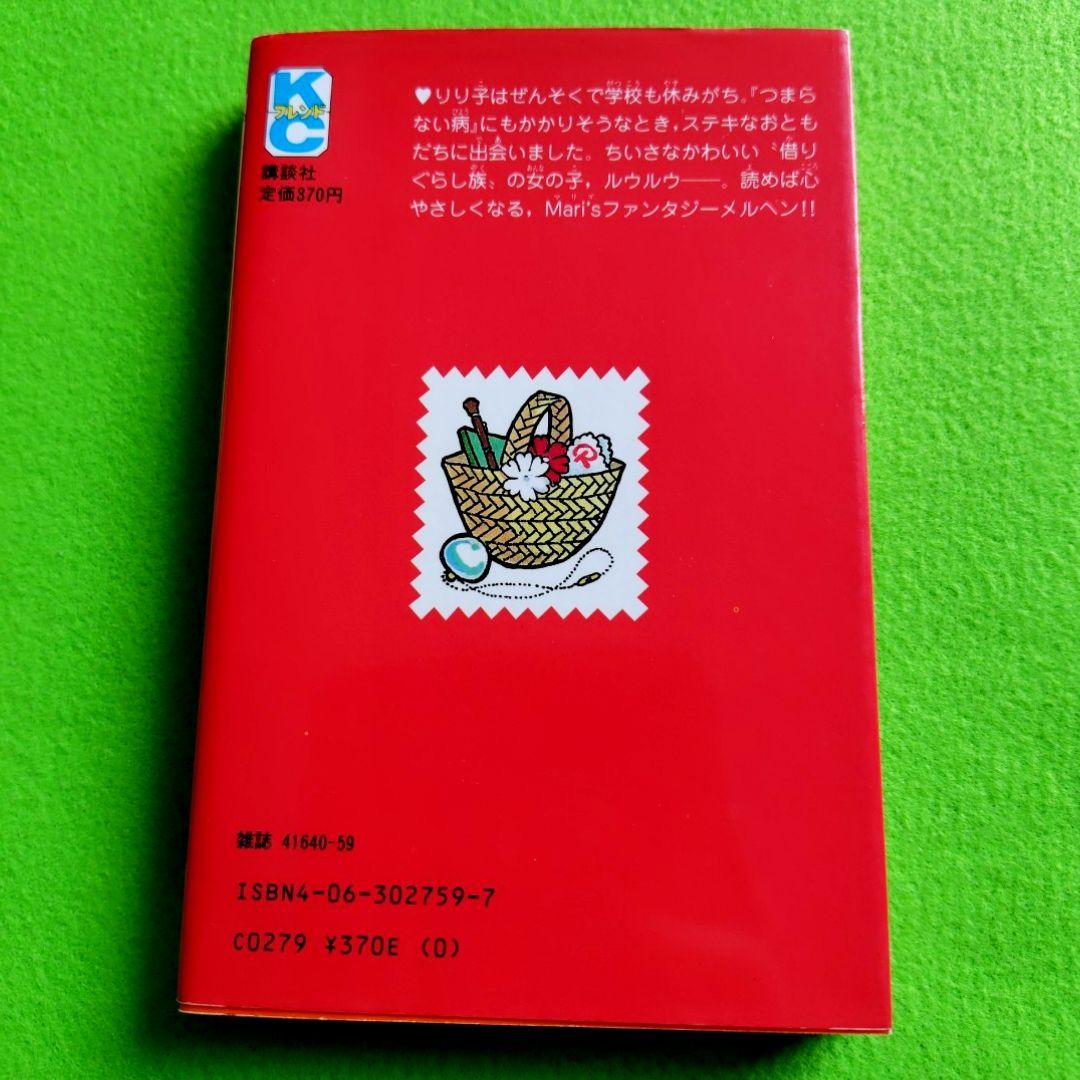 KC
フレンド
講談社
定価370円
♥リリ子はぜんそくで学校も休みがち。『つまら
ない病』にもかかりそうなとき，ステキなおとも
だちに出会いました。ちいさなかわいい〝借り
ぐらし族〟の女の子，ルウルウ──。読めば心
やさしくなる，Mari'sファンタジーメルヘン!!
R
雑誌 41640-59
ISBN4-06-302759-7
C0279 ¥370E (0)